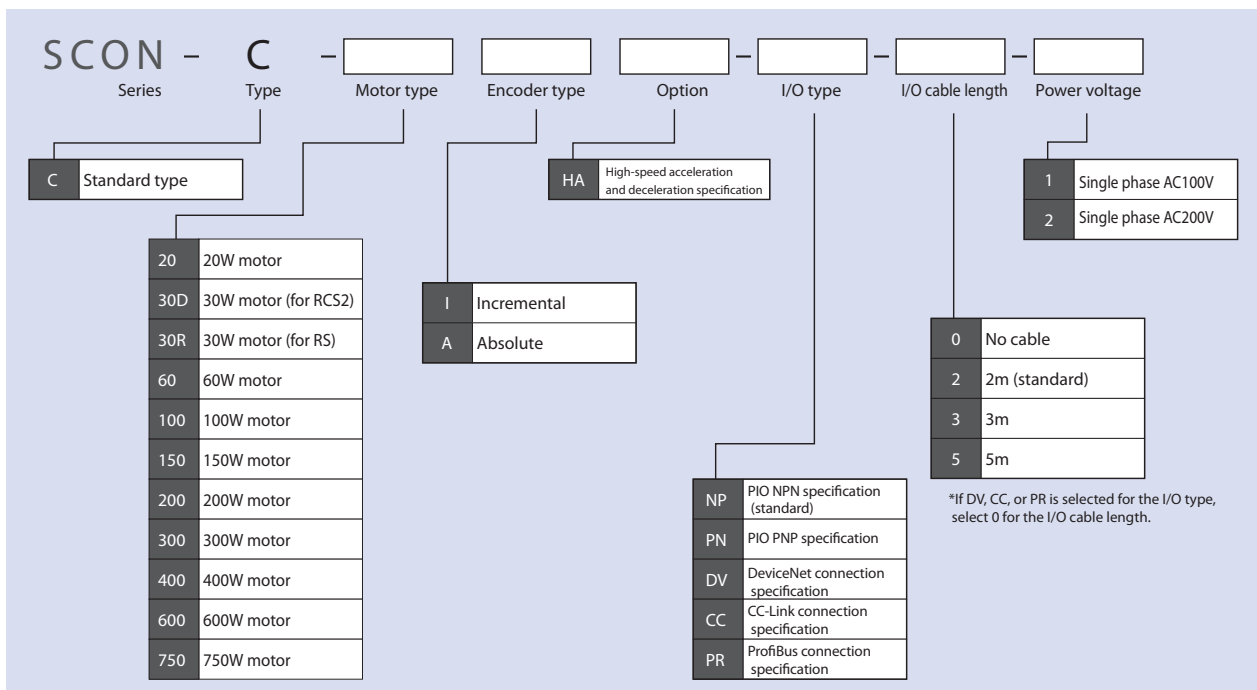 SCON - C - - - -
Series Type Motor type Encoder type Option I/O type I/O cable length Power voltage
C Standard type
20 20W motor
30D 30W motor (for RCS2)
30R 30W motor (for RS)
60 60W motor
100 100W motor
150 150W motor
200 200W motor
300 300W motor
400 400W motor
600 600W motor
750 750W motor
I Incremental
A Absolute
HA High-speed acceleration
and deceleration specification
NP PIO NPN specification
(standard)
PN PIO PNP specification
DV DeviceNet connection
specification
CC CC-Link connection
specification
PR ProfiBus connection
specification
0 No cable
2 2m (standard)
3 3m
5 5m
*If DV, CC, or PR is selected for the I/O type,
select 0 for the I/O cable length.
1 Single phase AC100V
2 Single phase AC200V